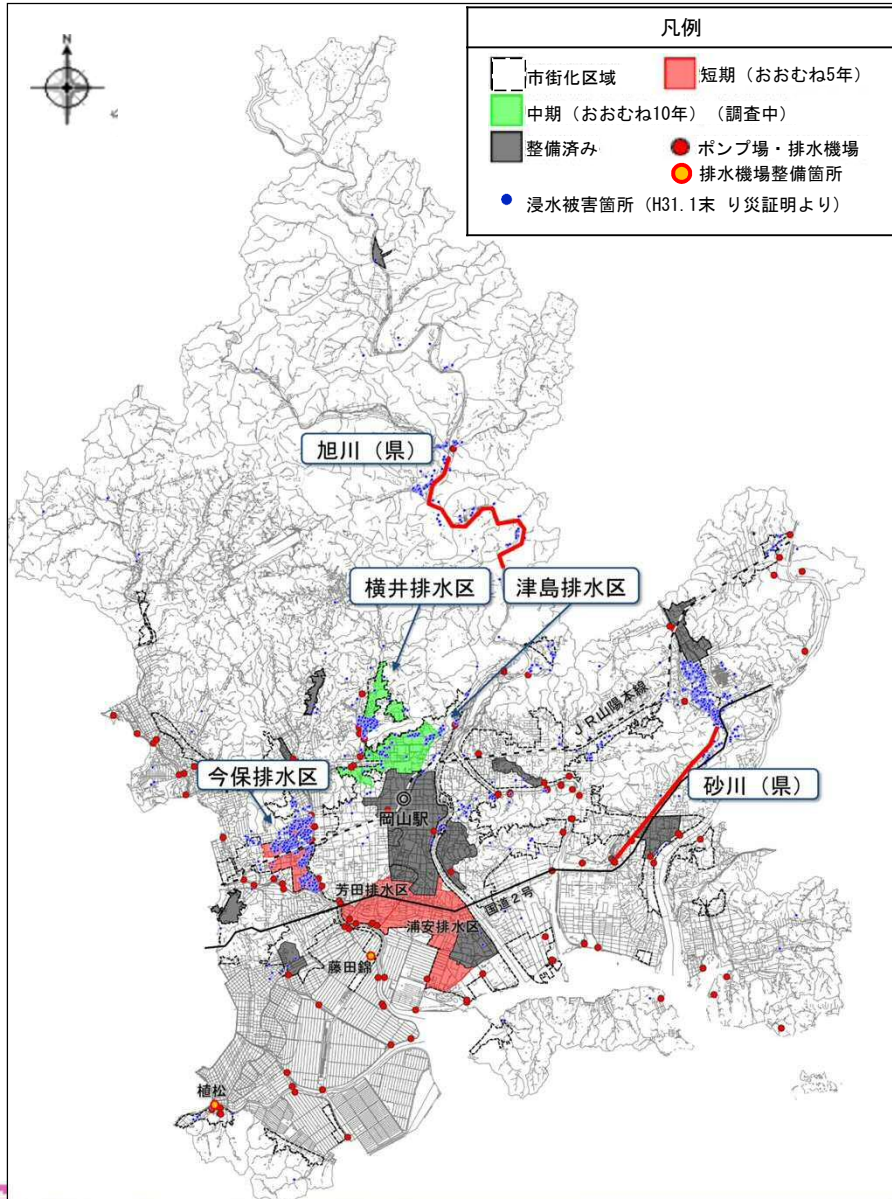 N
凡例
市街化区域
短期（おおむね5年）
中期（おおむね10年）（調査中）
整備済み
ポンプ場・排水機場
排水機場整備箇所
浸水被害箇所（H31.1末 り災証明より）
旭川（県）
横井排水区
津島排水区
JR山陽本線
今保排水区
砂川（県）
岡山駅
芳田排水区
国道2号
浦安排水区
藤田錦
植松